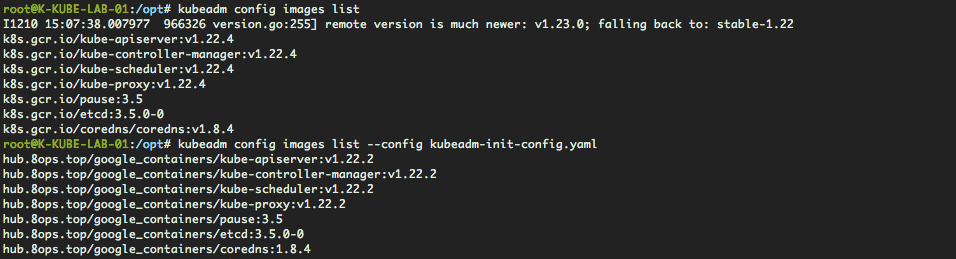 root@K-KUBE-LAB-01:/opt# kubeadm config images list
I1210 15:07:38.007977  966326 version.go:255] remote version is much newer: v1.23.0; falling back to: stable-1.22
k8s.gcr.io/kube-apiserver:v1.22.4
k8s.gcr.io/kube-controller-manager:v1.22.4
k8s.gcr.io/kube-scheduler:v1.22.4
k8s.gcr.io/kube-proxy:v1.22.4
k8s.gcr.io/pause:3.5
k8s.gcr.io/etcd:3.5.0-0
k8s.gcr.io/coredns/coredns:v1.8.4
root@K-KUBE-LAB-01:/opt# kubeadm config images list --config kubeadm-init-config.yaml
hub.8ops.top/google_containers/kube-apiserver:v1.22.2
hub.8ops.top/google_containers/kube-controller-manager:v1.22.2
hub.8ops.top/google_containers/kube-scheduler:v1.22.2
hub.8ops.top/google_containers/kube-proxy:v1.22.2
hub.8ops.top/google_containers/pause:3.5
hub.8ops.top/google_containers/etcd:3.5.0-0
hub.8ops.top/google_containers/coredns:1.8.4